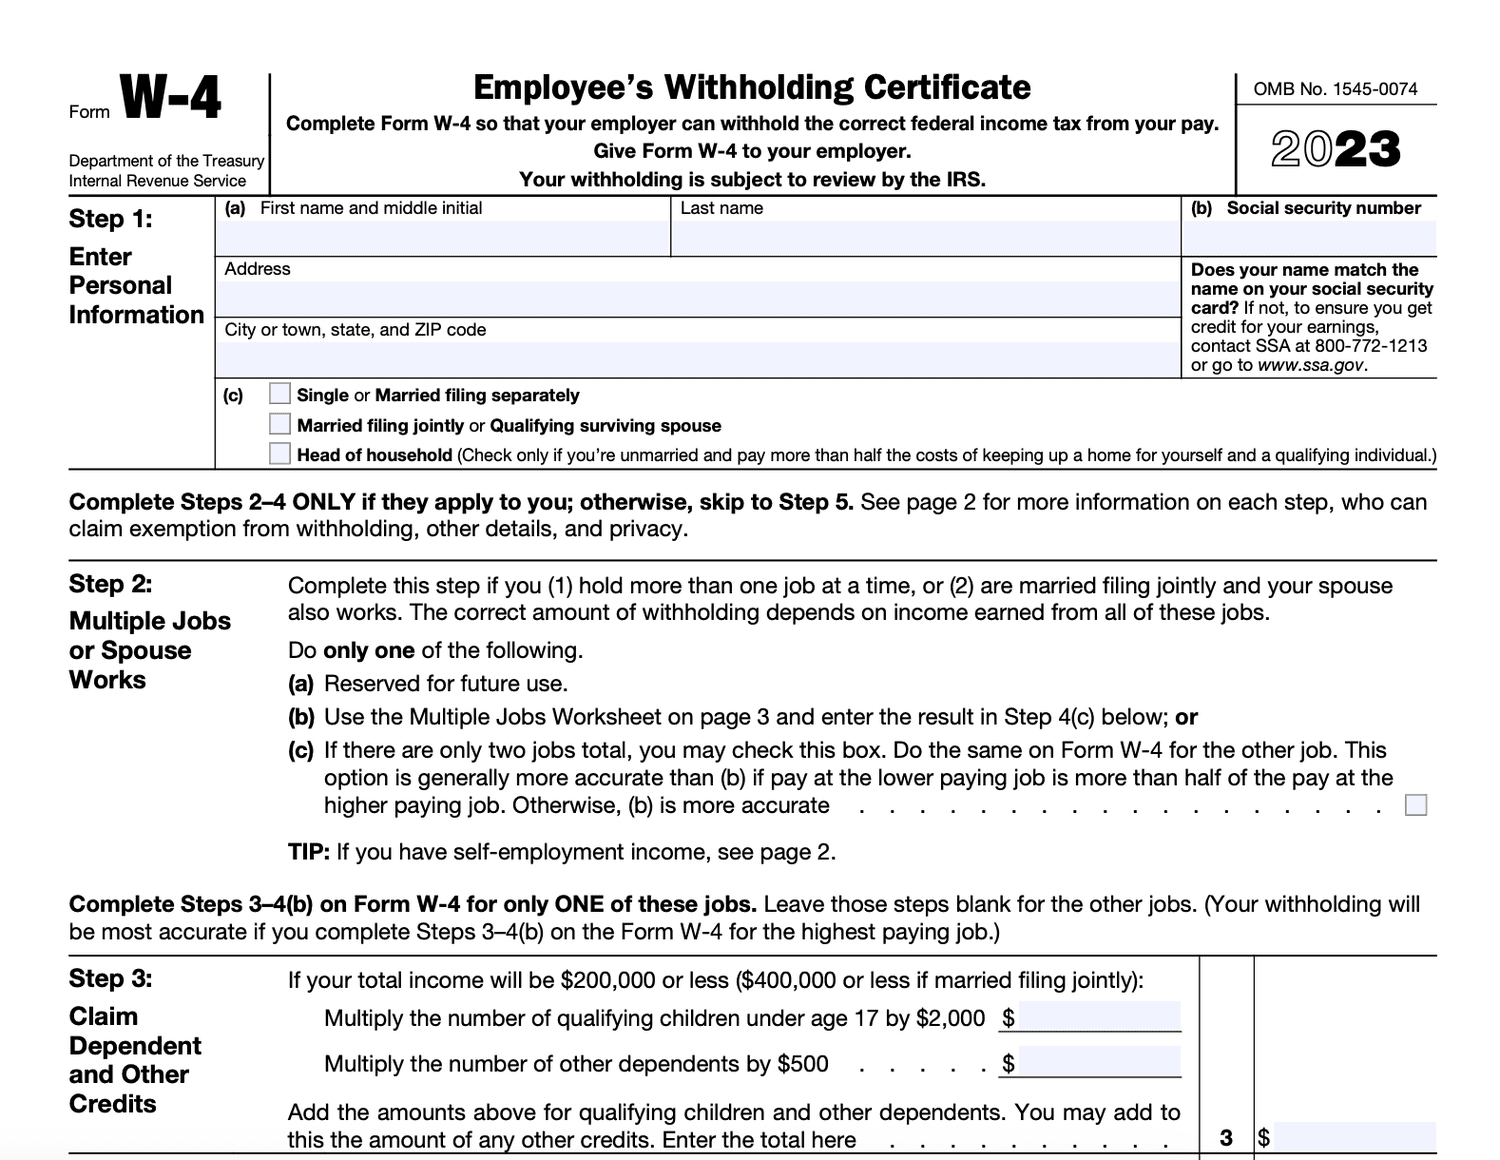 Form W-4
Department of the Treasury
Internal Revenue Service
Employee’s Withholding Certificate
Complete Form W-4 so that your employer can withhold the correct federal income tax from your pay.
Give Form W-4 to your employer.
Your withholding is subject to review by the IRS.
OMB No. 1545-0074
2023
Step 1:
Enter
Personal
Information
(a) First name and middle initial
Last name
(b) Social security number
Address
City or town, state, and ZIP code
Does your name match the
name on your social security
card? If not, to ensure you get
credit for your earnings,
contact SSA at 800-772-1213
or go to www.ssa.gov.
(c) Single or Married filing separately
Married filing jointly or Qualifying surviving spouse
Head of household (Check only if you’re unmarried and pay more than half the costs of keeping up a home for yourself and a qualifying individual.)
Complete Steps 2–4 ONLY if they apply to you; otherwise, skip to Step 5. See page 2 for more information on each step, who can
claim exemption from withholding, other details, and privacy.
Step 2:
Multiple Jobs
or Spouse
Works
Complete this step if you (1) hold more than one job at a time, or (2) are married filing jointly and your spouse
also works. The correct amount of withholding depends on income earned from all of these jobs.
Do only one of the following.
(a) Reserved for future use.
(b) Use the Multiple Jobs Worksheet on page 3 and enter the result in Step 4(c) below; or
(c) If there are only two jobs total, you may check this box. Do the same on Form W-4 for the other job. This
option is generally more accurate than (b) if pay at the lower paying job is more than half of the pay at the
higher paying job. Otherwise, (b) is more accurate . . . . . . . . . . . . . . . . . .
TIP: If you have self-employment income, see page 2.
Complete Steps 3–4(b) on Form W-4 for only ONE of these jobs. Leave those steps blank for the other jobs. (Your withholding will
be most accurate if you complete Steps 3–4(b) on the Form W-4 for the highest paying job.)
Step 3:
Claim
Dependent
and Other
Credits
If your total income will be $200,000 or less ($400,000 or less if married filing jointly):
Multiply the number of qualifying children under age 17 by $2,000 $
Multiply the number of other dependents by $500 . . . . . $
Add the amounts above for qualifying children and other dependents. You may add to
this the amount of any other credits. Enter the total here . . . . . . . . . . 3 $